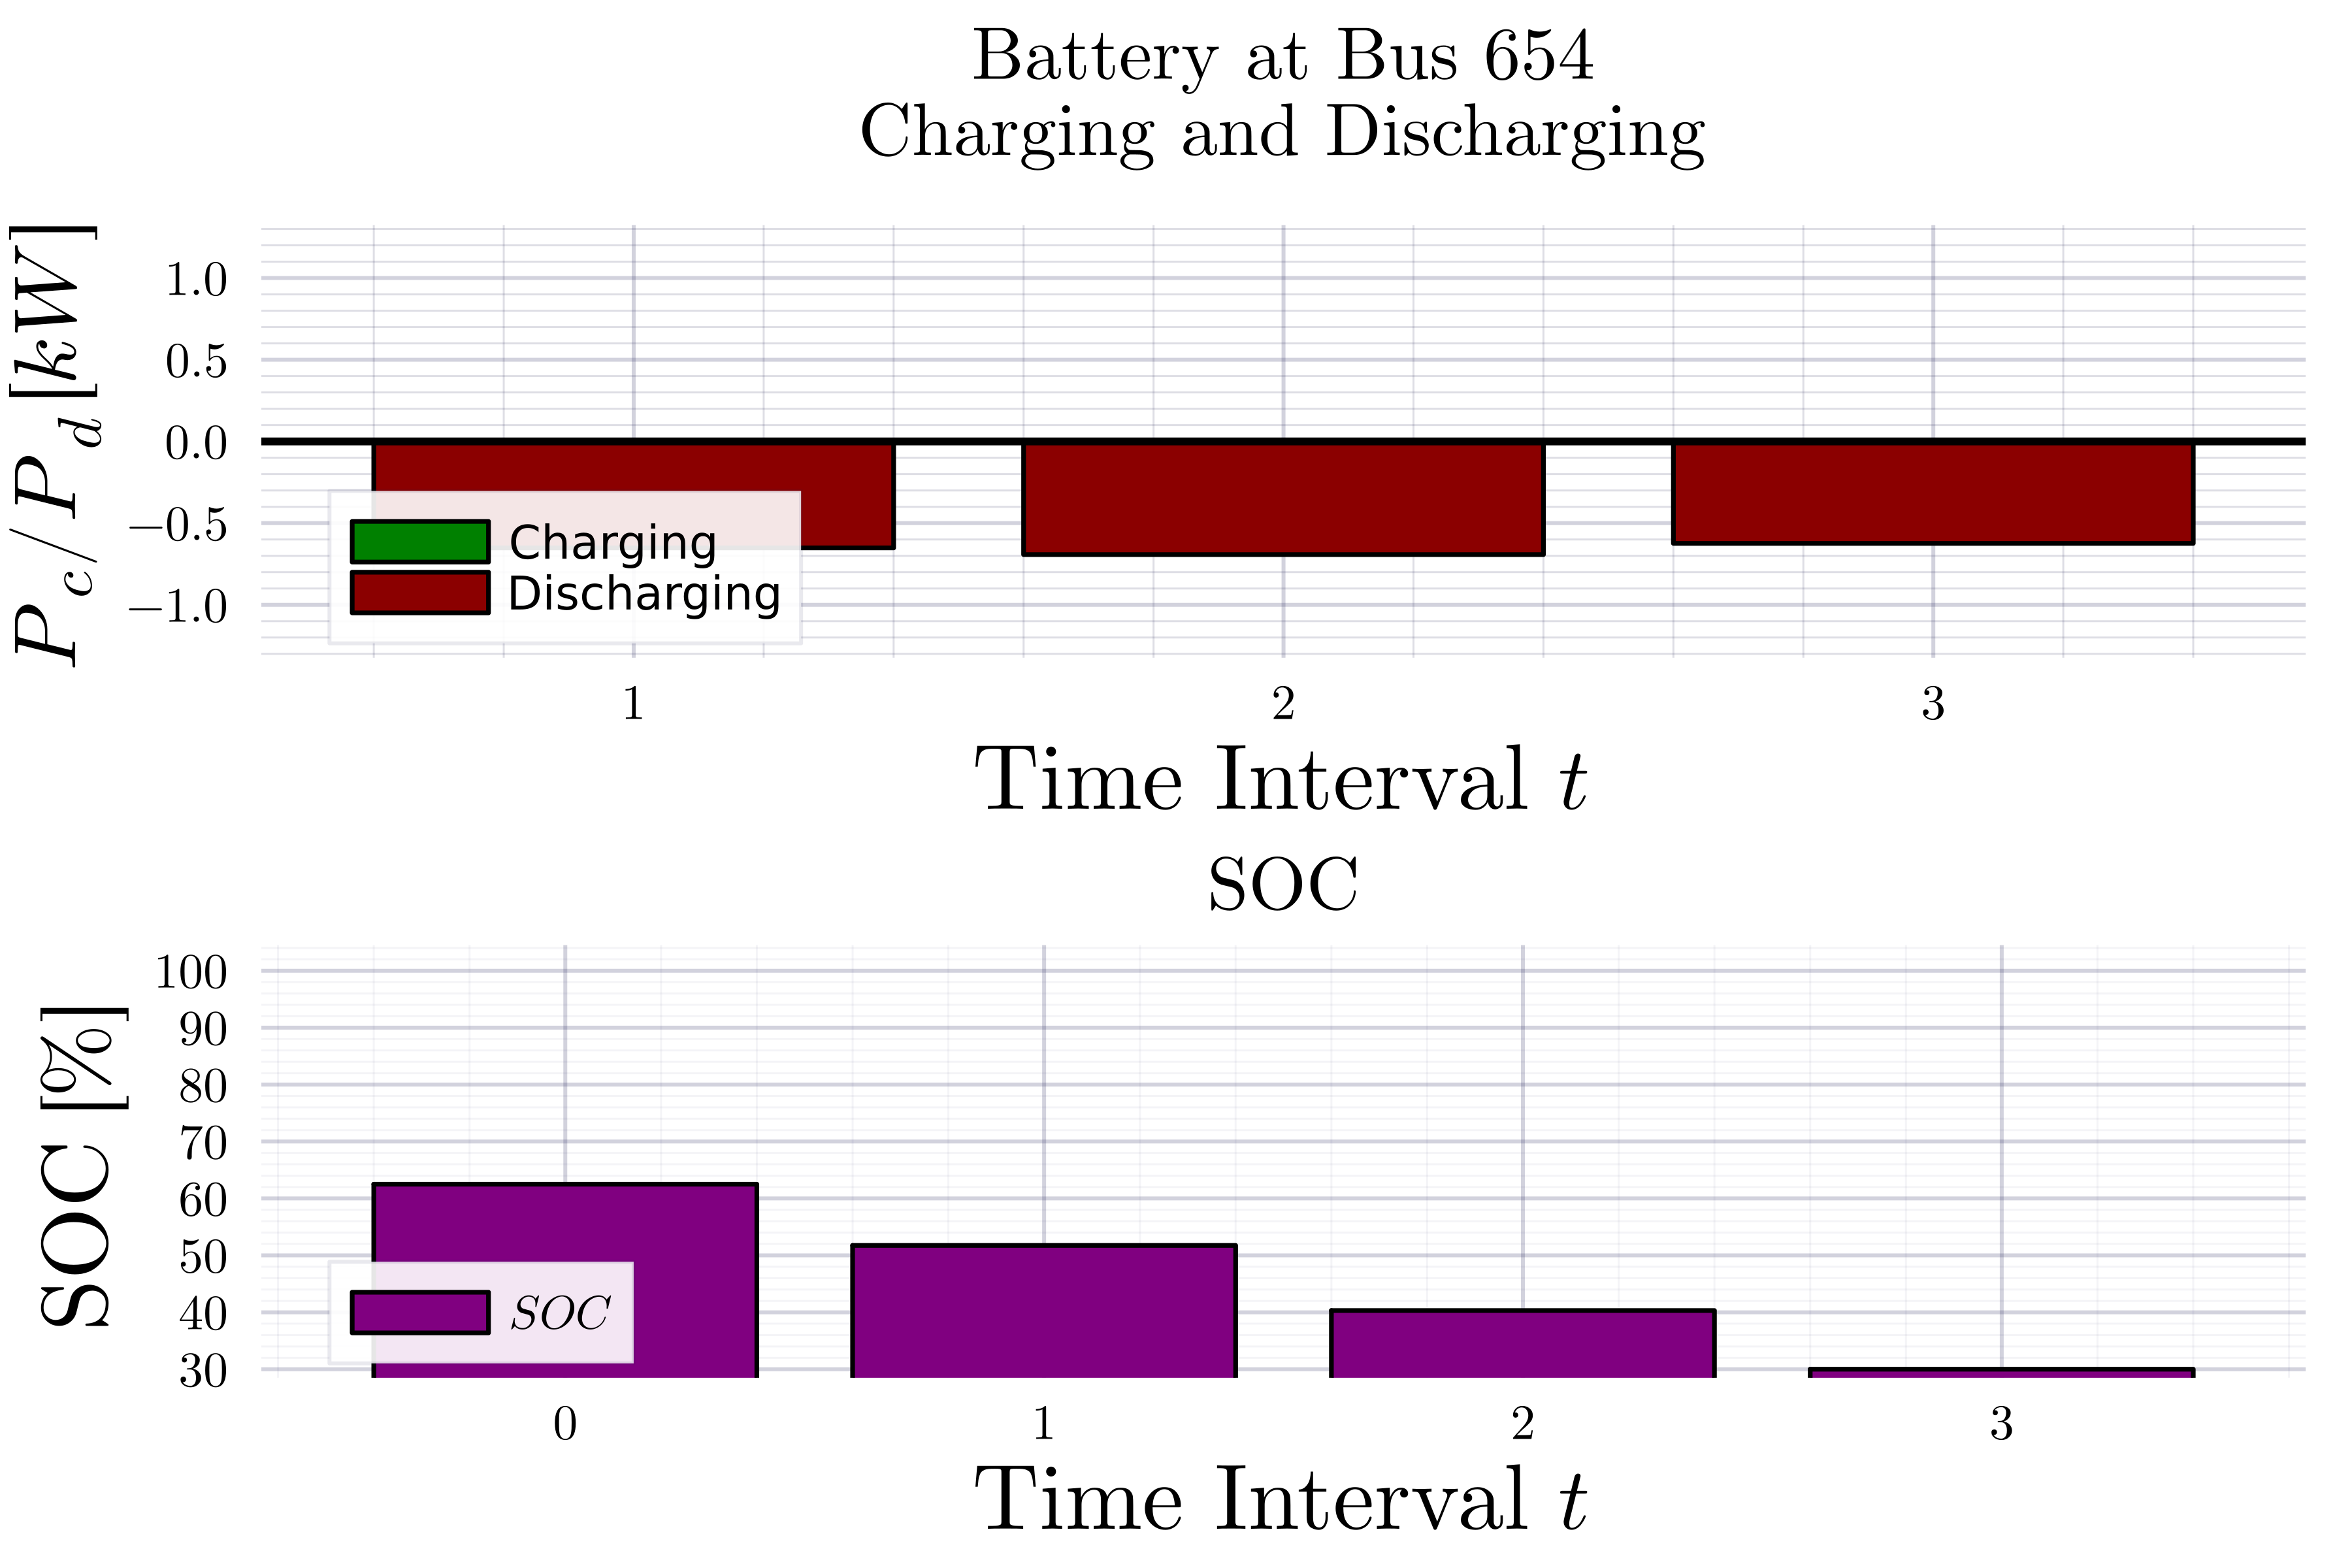 Battery at Bus 654
Charging and Discharging
P_c/P_d [kW]
1.0
0.5
0.0
−0.5
−1.0
Charging
Discharging
1 2 3
Time Interval t
SOC
SOC [%]
100
90
80
70
60
50
40
30
SOC
0 1 2 3
Time Interval t